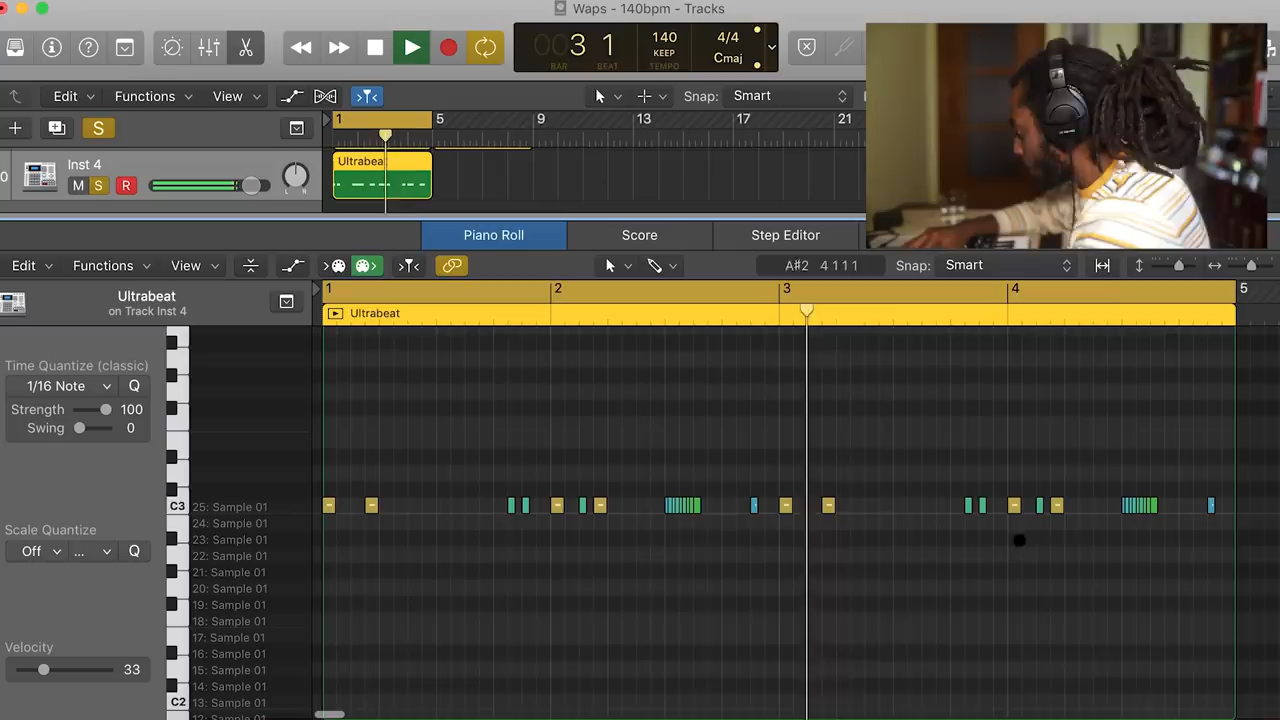 Waps - 140bpm - Tracks
003 1
BAR BEAT
140
KEEP
TEMPO
4/4
Cmaj
Edit Functions View Snap: Smart
S
1 5 9 13 17 21
Inst 4
M S R
L R
0
Ultrabea
Piano Roll Score Step Editor
Edit Functions View A#2 4 1 1 1 Snap: Smart
1 2 3 4 5
Ultrabeat
on Track Inst 4
Ultrabeat
Time Quantize (classic)
1/16 Note Q
Strength 100
Swing 0
Scale Quantize
Off ... Q
Velocity
33
C3 25: Sample 01
24: Sample 01
23: Sample 01
22: Sample 01
21: Sample 01
20: Sample 01
19: Sample 01
18: Sample 01
17: Sample 01
16: Sample 01
15: Sample 01
14: Sample 01
C2 13: Sample 01